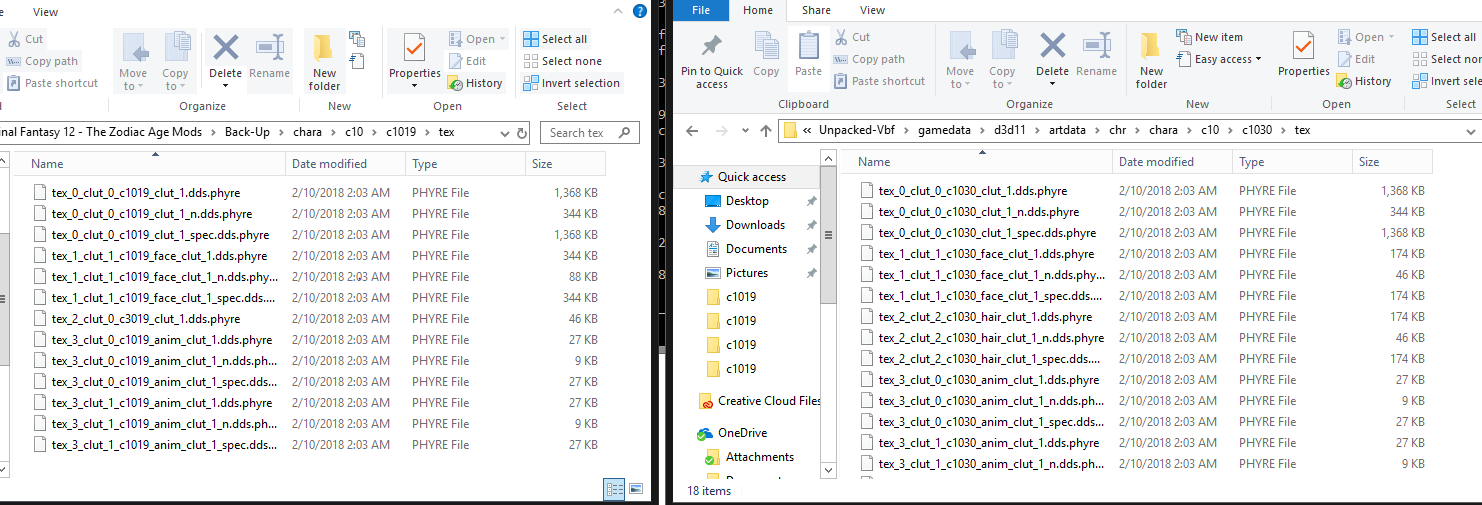 e
View
Cut
Copy path
Paste shortcut
Move to
Copy to
Delete
Rename
New folder
Properties
Open
Edit
History
Select all
Select none
Invert selection
Organize
New
Open
Select
inal Fantasy 12 - The Zodiac Age Mods > Back-Up > chara > c10 > c1019 > tex
Search tex
Name Date modified Type Size
tex_0_clut_0_c1019_clut_1.dds.phyre 2/10/2018 2:03 AM PHYRE File 1,368 KB
tex_0_clut_0_c1019_clut_1_n.dds.phyre 2/10/2018 2:03 AM PHYRE File 344 KB
tex_0_clut_0_c1019_clut_1_spec.dds.phyre 2/10/2018 2:03 AM PHYRE File 1,368 KB
tex_1_clut_1_c1019_face_clut_1.dds.phyre 2/10/2018 2:03 AM PHYRE File 344 KB
tex_1_clut_1_c1019_face_clut_1_n.dds.phy... 2/10/2018 2:03 AM PHYRE File 88 KB
tex_1_clut_1_c1019_face_clut_1_spec.dds.... 2/10/2018 2:03 AM PHYRE File 344 KB
tex_2_clut_0_c3019_clut_1.dds.phyre 2/10/2018 2:03 AM PHYRE File 46 KB
tex_3_clut_0_c1019_anim_clut_1.dds.phyre 2/10/2018 2:03 AM PHYRE File 27 KB
tex_3_clut_0_c1019_anim_clut_1_n.dds.ph... 2/10/2018 2:03 AM PHYRE File 9 KB
tex_3_clut_0_c1019_anim_clut_1_spec.dds... 2/10/2018 2:03 AM PHYRE File 27 KB
tex_3_clut_1_c1019_anim_clut_1.dds.phyre 2/10/2018 2:03 AM PHYRE File 27 KB
tex_3_clut_1_c1019_anim_clut_1_n.dds.ph... 2/10/2018 2:03 AM PHYRE File 9 KB
tex_3_clut_1_c1019_anim_clut_1_spec.dds... 2/10/2018 2:03 AM PHYRE File 27 KB
File Home Share View
Pin to Quick access
Copy
Paste
Cut
Copy path
Paste shortcut
Move to
Copy to
Delete
Rename
New folder
New item
Easy access
Properties
Open
Edit
History
Select all
Select non
Invert sele
Clipboard
Organize
New
Open
Select
« Unpacked-Vbf > gamedata > d3d11 > artdata > chr > chara > c10 > c1030 > tex
Quick access
Desktop
Downloads
Documents
Pictures
c1019
c1019
c1019
c1019
Creative Cloud Files
OneDrive
Attachments
Name Date modified Type Size
tex_0_clut_0_c1030_clut_1.dds.phyre 2/10/2018 2:03 AM PHYRE File 1,368 KB
tex_0_clut_0_c1030_clut_1_n.dds.phyre 2/10/2018 2:03 AM PHYRE File 344 KB
tex_0_clut_0_c1030_clut_1_spec.dds.phyre 2/10/2018 2:03 AM PHYRE File 1,368 KB
tex_1_clut_1_c1030_face_clut_1.dds.phyre 2/10/2018 2:03 AM PHYRE File 174 KB
tex_1_clut_1_c1030_face_clut_1_n.dds.phy... 2/10/2018 2:03 AM PHYRE File 46 KB
tex_1_clut_1_c1030_face_clut_1_spec.dds.... 2/10/2018 2:03 AM PHYRE File 174 KB
tex_2_clut_2_c1030_hair_clut_1.dds.phyre 2/10/2018 2:03 AM PHYRE File 174 KB
tex_2_clut_2_c1030_hair_clut_1_n.dds.phyre 2/10/2018 2:03 AM PHYRE File 46 KB
tex_2_clut_2_c1030_hair_clut_1_spec.dds.... 2/10/2018 2:03 AM PHYRE File 174 KB
tex_3_clut_0_c1030_anim_clut_1.dds.phyre 2/10/2018 2:03 AM PHYRE File 27 KB
tex_3_clut_0_c1030_anim_clut_1_n.dds.ph... 2/10/2018 2:03 AM PHYRE File 9 KB
tex_3_clut_0_c1030_anim_clut_1_spec.dds... 2/10/2018 2:03 AM PHYRE File 27 KB
tex_3_clut_1_c1030_anim_clut_1.dds.phyre 2/10/2018 2:03 AM PHYRE File 27 KB
tex_3_clut_1_c1030_anim_clut_1_n.dds.ph... 2/10/2018 2:03 AM PHYRE File 9 KB
18 items